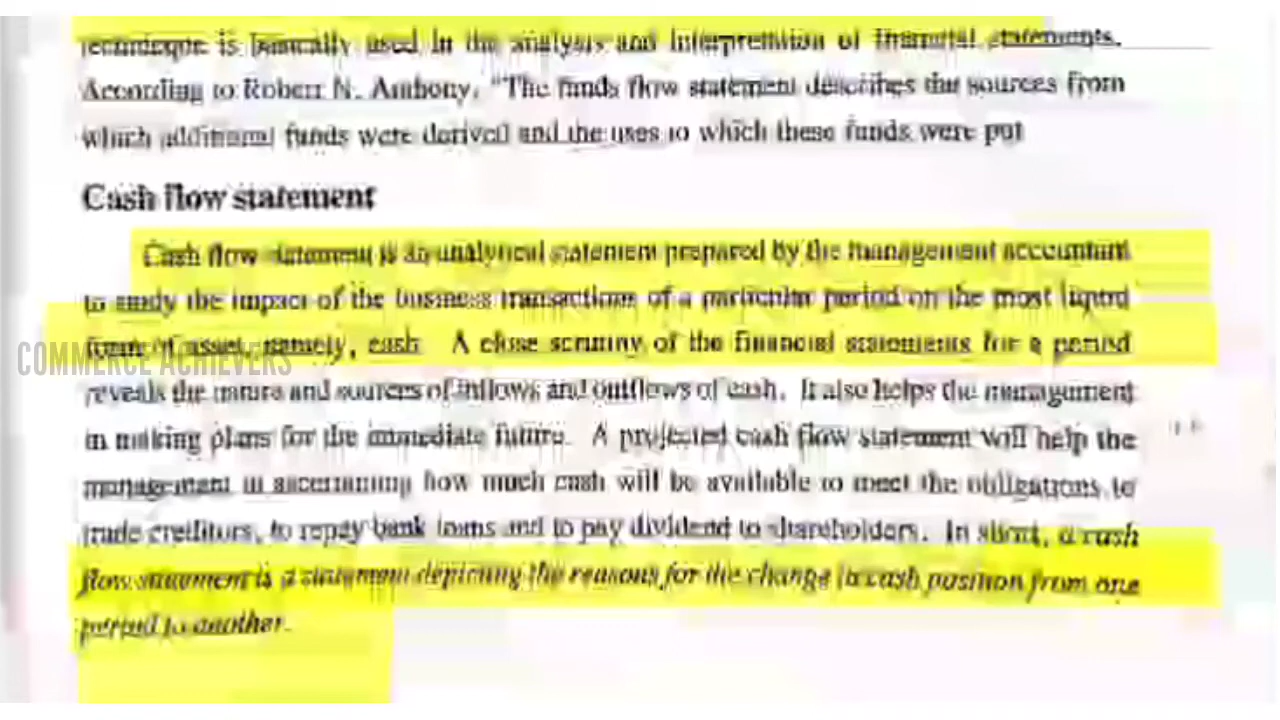 technique is basically used in the analysis and interpretation of financial statements.
According to Robert N. Anthony, "The funds flow statement describes the sources from
which additional funds were derived and the uses to which these funds were put
Cash flow statement
Cash flow statement is an analytical statement prepared by the management accountant
to study the impact of the business transactions of a particular period on the most liquid
form of asset, namely, cash. A close scrutiny of the financial statements for a period
COMMERCE ACHIEVERS
reveals the nature and sources of inflows and outflows of cash. It also helps the management
in making plans for the immediate future. A projected cash flow statement will help the
management in ascertaining how much cash will be available to meet the obligations to
trade creditors, to repay bank loans and to pay dividend to shareholders. In short, a cash
flow statement is a statement depicting the reasons for the change in cash position from one
period to another.